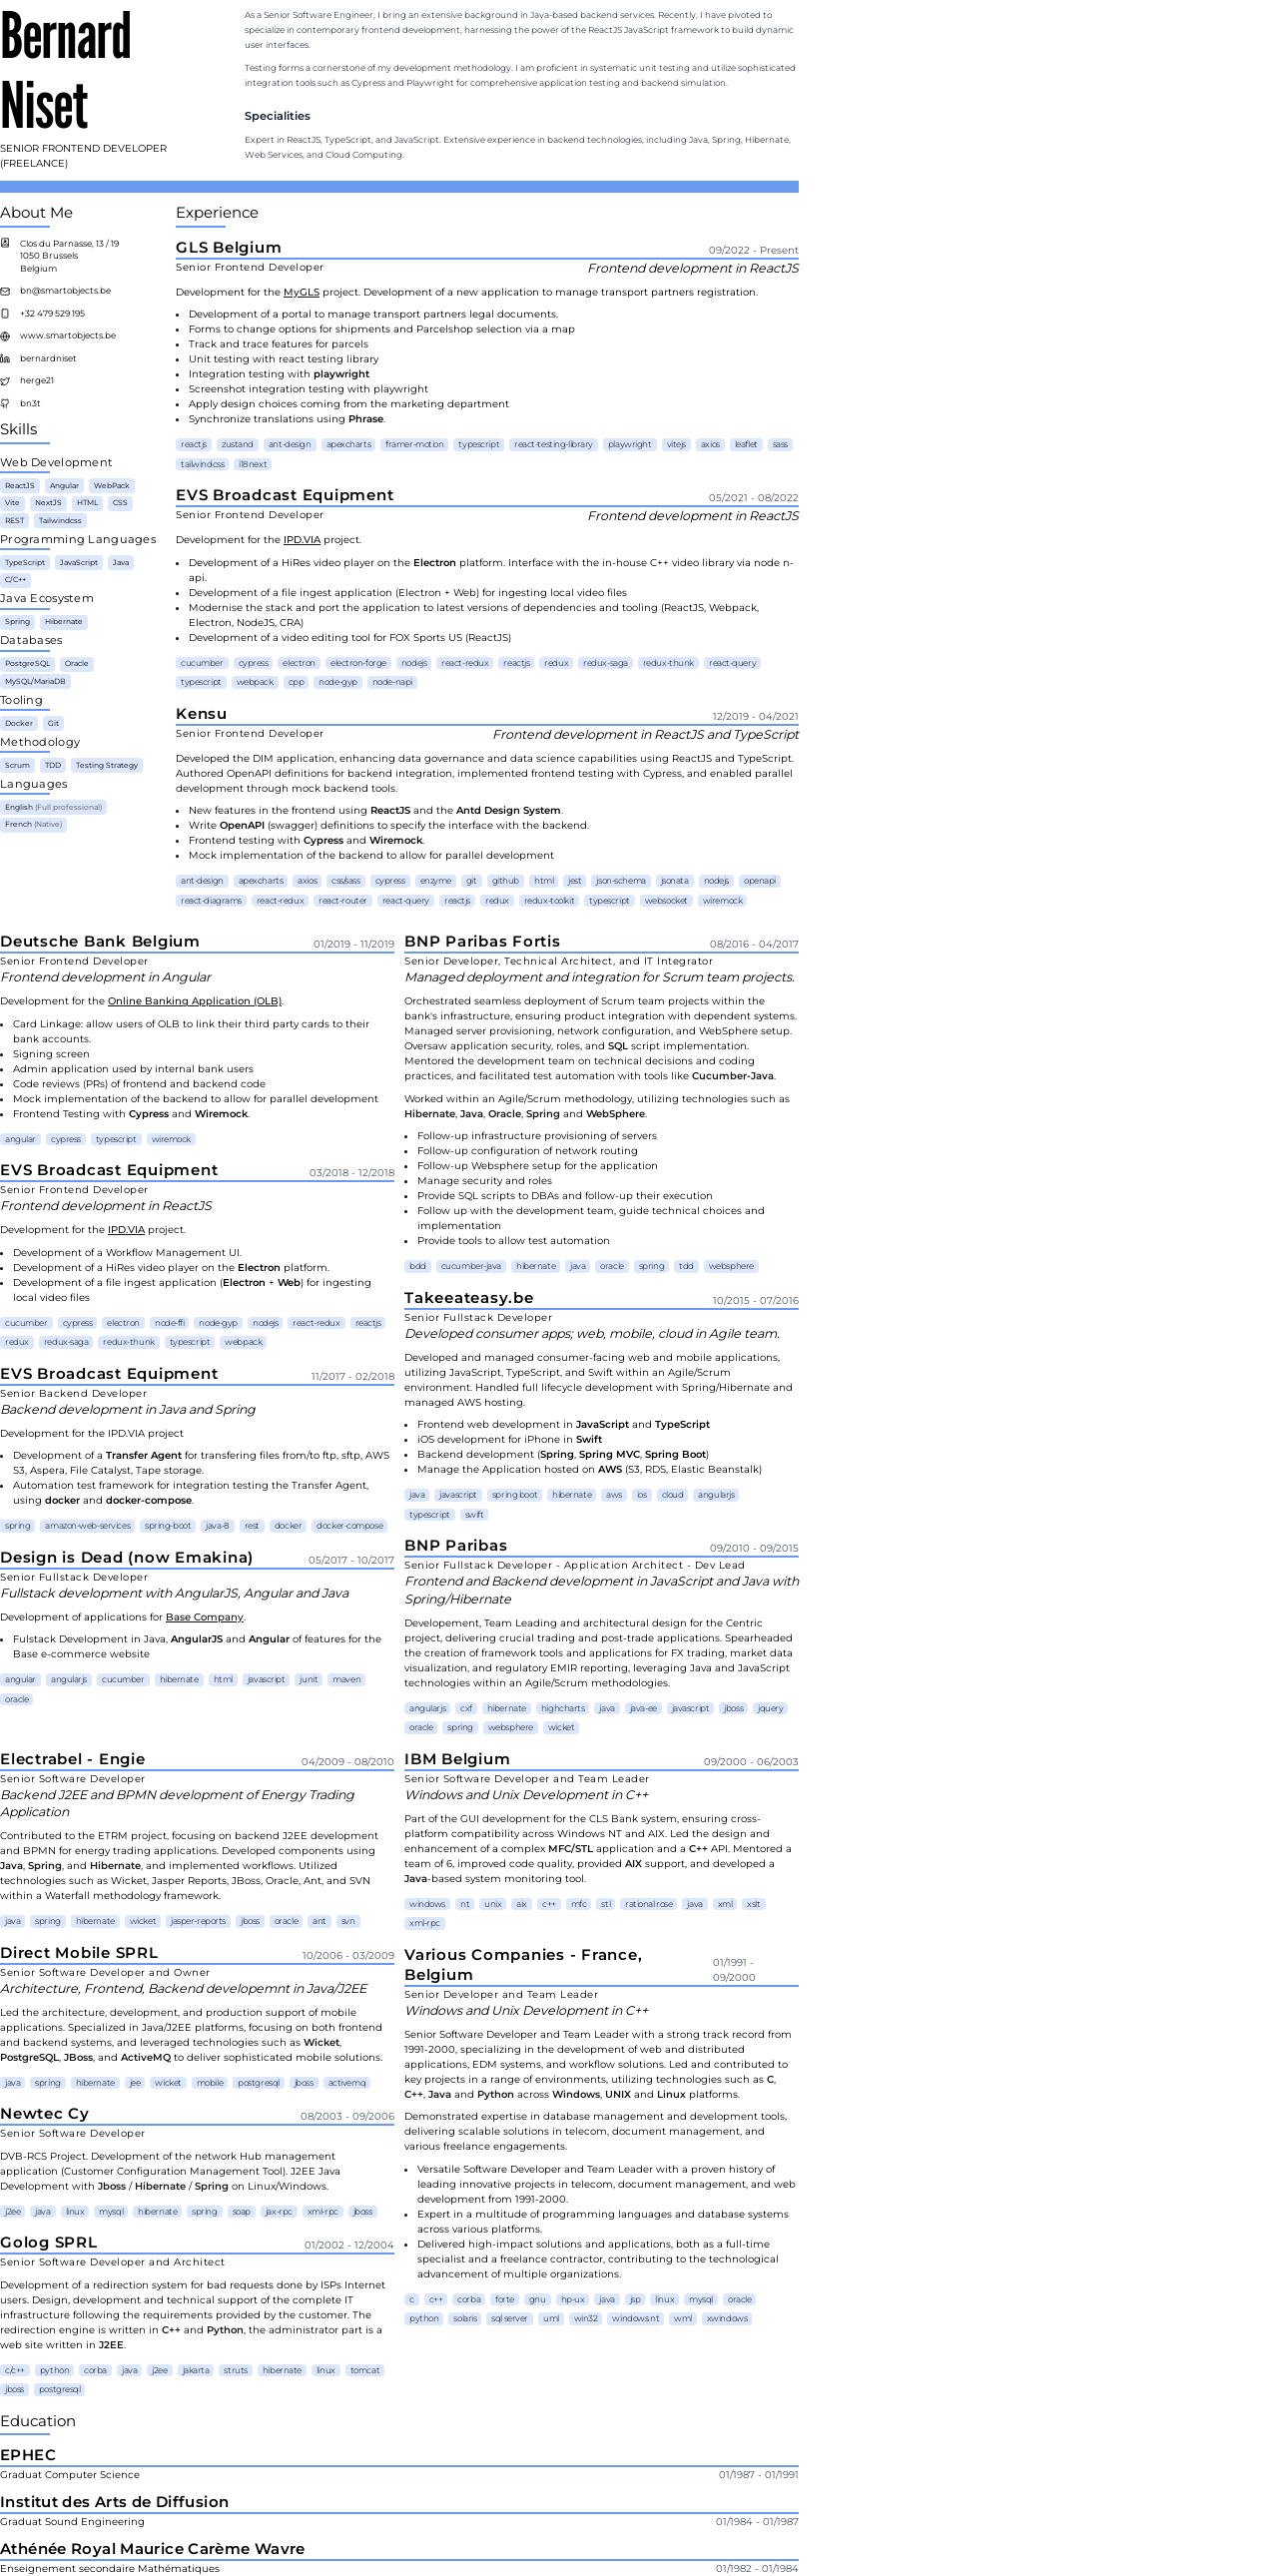 Bernard
Niset
SENIOR FRONTEND DEVELOPER
(FREELANCE)
As a Senior Software Engineer, I bring an extensive background in Java-based backend services. Recently, I have pivoted to
specialize in contemporary frontend development, harnessing the power of the ReactJS JavaScript framework to build dynamic
user interfaces.
Testing forms a cornerstone of my development methodology. I am proficient in systematic unit testing and utilize sophisticated
integration tools such as Cypress and Playwright for comprehensive application testing and backend simulation.
Specialities
Expert in ReactJS, TypeScript, and JavaScript. Extensive experience in backend technologies, including Java, Spring, Hibernate,
Web Services, and Cloud Computing.
About Me
Clos du Parnasse, 13 / 19
1050 Brussels
Belgium
bn@smartobjects.be
+32 479 529 195
www.smartobjects.be
bernardniset
herge21
bn3t
Skills
Web Development
ReactJS Angular WebPack
Vite NextJS HTML CSS
REST Tailwindcss
Programming Languages
TypeScript JavaScript Java
C/C++
Java Ecosystem
Spring Hibernate
Databases
PostgreSQL Oracle
MySQL/MariaDB
Tooling
Docker Git
Methodology
Scrum TDD Testing Strategy
Languages
English (Full professional)
French (Native)
Experience
GLS Belgium 09/2022 - Present
Senior Frontend Developer Frontend development in ReactJS
Development for the MyGLS project. Development of a new application to manage transport partners registration.
• Development of a portal to manage transport partners legal documents.
• Forms to change options for shipments and Parcelshop selection via a map
• Track and trace features for parcels
• Unit testing with react testing library
• Integration testing with playwright
• Screenshot integration testing with playwright
• Apply design choices coming from the marketing department
• Synchronize translations using Phrase.
reactjs zustand ant-design apexcharts framer-motion typescript react-testing-library playwright vitejs axios leaflet sass
tailwindcss i18next
EVS Broadcast Equipment 05/2021 - 08/2022
Senior Frontend Developer Frontend development in ReactJS
Development for the IPD.VIA project.
• Development of a HiRes video player on the Electron platform. Interface with the in-house C++ video library via node n-
api.
• Development of a file ingest application (Electron + Web) for ingesting local video files
• Modernise the stack and port the application to latest versions of dependencies and tooling (ReactJS, Webpack,
Electron, NodeJS, CRA)
• Development of a video editing tool for FOX Sports US (ReactJS)
cucumber cypress electron electron-forge nodejs react-redux reactjs redux redux-saga redux-thunk react-query
typescript webpack cpp node-gyp node-napi
Kensu 12/2019 - 04/2021
Senior Frontend Developer Frontend development in ReactJS and TypeScript
Developed the DIM application, enhancing data governance and data science capabilities using ReactJS and TypeScript.
Authored OpenAPI definitions for backend integration, implemented frontend testing with Cypress, and enabled parallel
development through mock backend tools.
• New features in the frontend using ReactJS and the Antd Design System.
• Write OpenAPI (swagger) definitions to specify the interface with the backend.
• Frontend testing with Cypress and Wiremock.
• Mock implementation of the backend to allow for parallel development
ant-design apexcharts axios css/sass cypress enzyme git github html jest json-schema jsonata nodejs openapi
react-diagrams react-redux react-router react-query reactjs redux redux-toolkit typescript websocket wiremock
Deutsche Bank Belgium 01/2019 - 11/2019
Senior Frontend Developer
Frontend development in Angular
Development for the Online Banking Application (OLB).
• Card Linkage: allow users of OLB to link their third party cards to their
bank accounts.
• Signing screen
• Admin application used by internal bank users
• Code reviews (PRs) of frontend and backend code
• Mock implementation of the backend to allow for parallel development
• Frontend Testing with Cypress and Wiremock.
angular cypress typescript wiremock
EVS Broadcast Equipment 03/2018 - 12/2018
Senior Frontend Developer
Frontend development in ReactJS
Development for the IPD.VIA project.
• Development of a Workflow Management UI.
• Development of a HiRes video player on the Electron platform.
• Development of a file ingest application (Electron + Web) for ingesting
local video files
cucumber cypress electron node-ffi node-gyp nodejs react-redux reactjs
redux redux-saga redux-thunk typescript webpack
EVS Broadcast Equipment 11/2017 - 02/2018
Senior Backend Developer
Backend development in Java and Spring
Development for the IPD.VIA project
• Development of a Transfer Agent for transfering files from/to ftp, sftp, AWS
S3, Aspera, File Catalyst, Tape storage.
• Automation test framework for integration testing the Transfer Agent,
using docker and docker-compose.
spring amazon-web-services spring-boot java-8 rest docker docker-compose
Design is Dead (now Emakina) 05/2017 - 10/2017
Senior Fullstack Developer
Fullstack development with AngularJS, Angular and Java
Development of applications for Base Company.
• Fulstack Development in Java, AngularJS and Angular of features for the
Base e-commerce website
angular angularjs cucumber hibernate html javascript junit maven
oracle
BNP Paribas Fortis 08/2016 - 04/2017
Senior Developer, Technical Architect, and IT Integrator
Managed deployment and integration for Scrum team projects.
Orchestrated seamless deployment of Scrum team projects within the
bank's infrastructure, ensuring product integration with dependent systems.
Managed server provisioning, network configuration, and WebSphere setup.
Oversaw application security, roles, and SQL script implementation.
Mentored the development team on technical decisions and coding
practices, and facilitated test automation with tools like Cucumber-Java.
Worked within an Agile/Scrum methodology, utilizing technologies such as
Hibernate, Java, Oracle, Spring and WebSphere.
• Follow-up infrastructure provisioning of servers
• Follow-up configuration of network routing
• Follow-up Websphere setup for the application
• Manage security and roles
• Provide SQL scripts to DBAs and follow-up their execution
• Follow up with the development team, guide technical choices and
implementation
• Provide tools to allow test automation
bdd cucumber-java hibernate java oracle spring tdd websphere
Takeeateasy.be 10/2015 - 07/2016
Senior Fullstack Developer
Developed consumer apps; web, mobile, cloud in Agile team.
Developed and managed consumer-facing web and mobile applications,
utilizing JavaScript, TypeScript, and Swift within an Agile/Scrum
environment. Handled full lifecycle development with Spring/Hibernate and
managed AWS hosting.
• Frontend web development in JavaScript and TypeScript
• iOS development for iPhone in Swift
• Backend development (Spring, Spring MVC, Spring Boot)
• Manage the Application hosted on AWS (S3, RDS, Elastic Beanstalk)
java javascript spring boot hibernate aws ios cloud angularjs
typescript swift
BNP Paribas 09/2010 - 09/2015
Senior Fullstack Developer - Application Architect - Dev Lead
Frontend and Backend development in JavaScript and Java with
Spring/Hibernate
Developement, Team Leading and architectural design for the Centric
project, delivering crucial trading and post-trade applications. Spearheaded
the creation of framework tools and applications for FX trading, market data
visualization, and regulatory EMIR reporting, leveraging Java and JavaScript
technologies within an Agile/Scrum methodologies.
angularjs cxf hibernate highcharts java java-ee javascript jboss jquery
oracle spring websphere wicket
Electrabel - Engie 04/2009 - 08/2010
Senior Software Developer
Backend J2EE and BPMN development of Energy Trading
Application
Contributed to the ETRM project, focusing on backend J2EE development
and BPMN for energy trading applications. Developed components using
Java, Spring, and Hibernate, and implemented workflows. Utilized
technologies such as Wicket, Jasper Reports, JBoss, Oracle, Ant, and SVN
within a Waterfall methodology framework.
java spring hibernate wicket jasper-reports jboss oracle ant svn
Direct Mobile SPRL 10/2006 - 03/2009
Senior Software Developer and Owner
Architecture, Frontend, Backend developemnt in Java/J2EE
Led the architecture, development, and production support of mobile
applications. Specialized in Java/J2EE platforms, focusing on both frontend
and backend systems, and leveraged technologies such as Wicket,
PostgreSQL, JBoss, and ActiveMQ to deliver sophisticated mobile solutions.
java spring hibernate jee wicket mobile postgresql jboss activemq
Newtec Cy 08/2003 - 09/2006
Senior Software Developer
DVB-RCS Project. Development of the network Hub management
application (Customer Configuration Management Tool). J2EE Java
Development with Jboss / Hibernate / Spring on Linux/Windows.
j2ee java linux mysql hibernate spring soap jax-rpc xml-rpc jboss
Golog SPRL 01/2002 - 12/2004
Senior Software Developer and Architect
Development of a redirection system for bad requests done by ISPs Internet
users. Design, development and technical support of the complete IT
infrastructure following the requirements provided by the customer. The
redirection engine is written in C++ and Python, the administrator part is a
web site written in J2EE.
c/c++ python corba java j2ee jakarta struts hibernate linux tomcat
jboss postgresql
IBM Belgium 09/2000 - 06/2003
Senior Software Developer and Team Leader
Windows and Unix Development in C++
Part of the GUI development for the CLS Bank system, ensuring cross-
platform compatibility across Windows NT and AIX. Led the design and
enhancement of a complex MFC/STL application and a C++ API. Mentored a
team of 6, improved code quality, provided AIX support, and developed a
Java-based system monitoring tool.
windows nt unix aix c++ mfc stl rational rose java xml xslt
xml-rpc
Various Companies - France,
Belgium
01/1991 -
09/2000
Senior Developer and Team Leader
Windows and Unix Development in C++
Senior Software Developer and Team Leader with a strong track record from
1991-2000, specializing in the development of web and distributed
applications, EDM systems, and workflow solutions. Led and contributed to
key projects in a range of environments, utilizing technologies such as C,
C++, Java and Python across Windows, UNIX and Linux platforms.
Demonstrated expertise in database management and development tools,
delivering scalable solutions in telecom, document management, and
various freelance engagements.
• Versatile Software Developer and Team Leader with a proven history of
leading innovative projects in telecom, document management, and web
development from 1991-2000.
• Expert in a multitude of programming languages and database systems
across various platforms.
• Delivered high-impact solutions and applications, both as a full-time
specialist and a freelance contractor, contributing to the technological
advancement of multiple organizations.
c c++ corba forte gnu hp-ux java jsp linux mysql oracle
python solaris sql server uml win32 windows nt wml xwindows
Education
EPHEC
Graduat Computer Science 01/1987 - 01/1991
Institut des Arts de Diffusion
Graduat Sound Engineering 01/1984 - 01/1987
Athénée Royal Maurice Carème Wavre
Enseignement secondaire Mathématiques 01/1982 - 01/1984